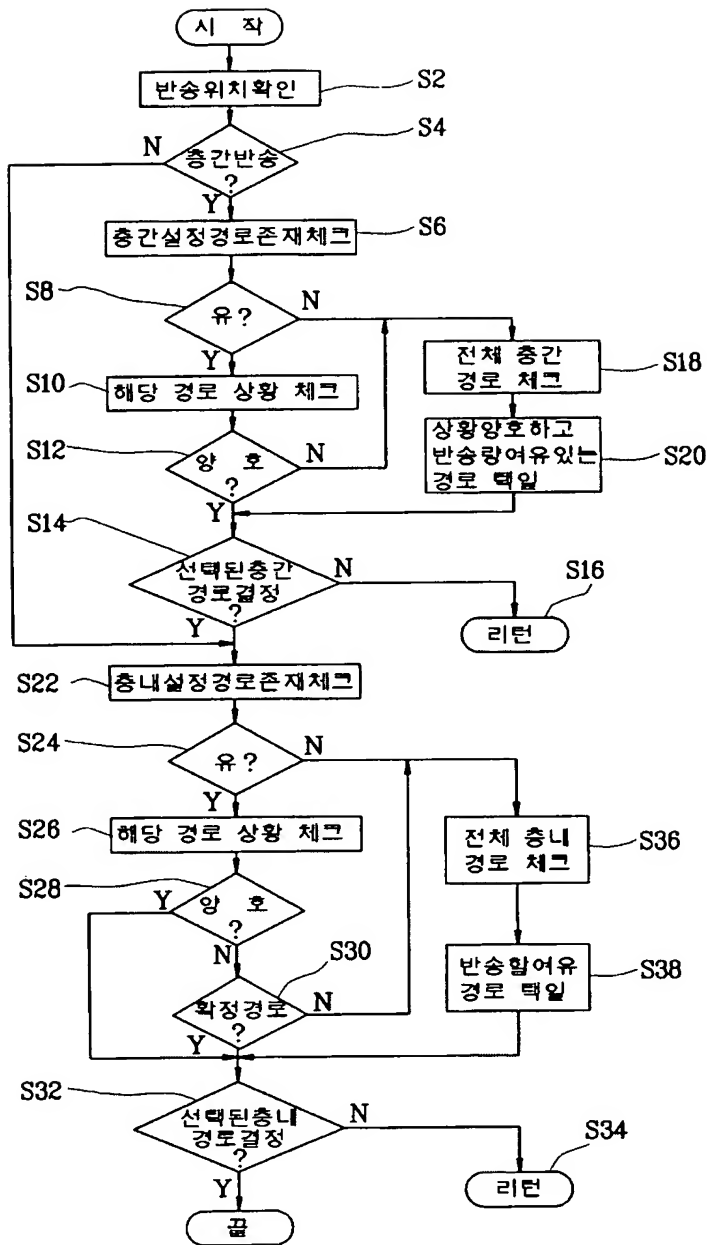 시 작
반송위치확인
S2
S4
N
층간반송
?
Y
층간설정경로존재체크
S6
S8
유?
N
Y
S10
해당 경로 상황 체크
전체 층간
경로 체크
S18
S12
양 호
?
N
Y
상황양호하고
반송량여유있는
경로 택일
S20
S14
선택된층간
경로결정
?
N
Y
S16
리턴
S22
층내설정경로존재체크
S24
유?
N
Y
S26
해당 경로 상황 체크
전체 층내
경로 체크
S36
S28
Y
양 호
?
N
S30
확정경로
?
N
Y
반송함여유
경로 택일
S38
S32
선택된층내
경로결정
?
N
Y
S34
리턴
끝